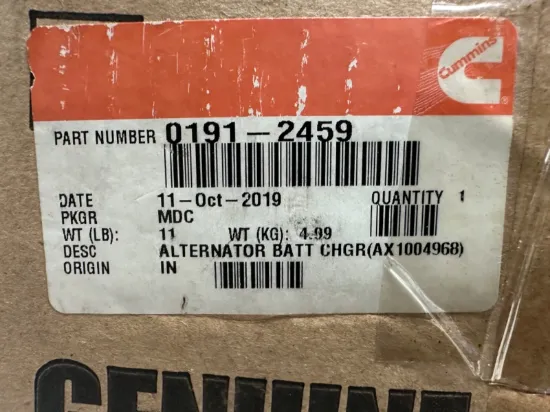 Cummins
PART NUMBER 0191-2459
DATE 11-Oct-2019 QUANTITY 1
PKGR MDC
WT (LB): 11 WT (KG): 4.99
DESC ALTERNATOR BATT CHGR(AX1004968)
ORIGIN IN
GENUINE